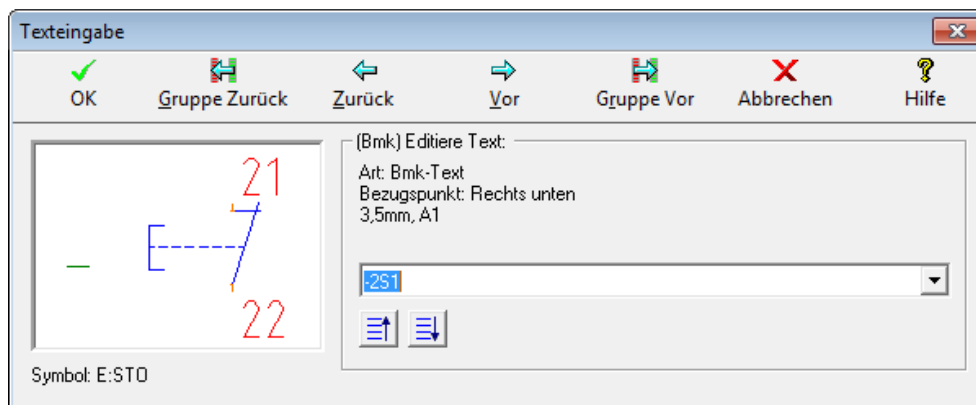 Texteingabe
OK
Gruppe Zurück
Zurück
Vor
Gruppe Vor
Abbrechen
Hilfe
21
22
Symbol: E:STO
(Bmk) Editiere Text:
Art: Bmk-Text
Bezugspunkt: Rechts unten
3,5mm, A1
-2S1